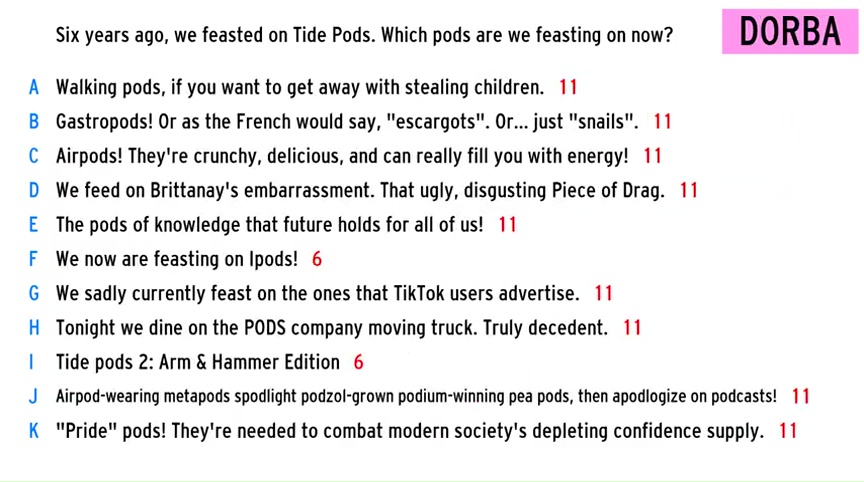 Six years ago, we feasted on Tide Pods. Which pods are we feasting on now?
DORBA
A Walking pods, if you want to get away with stealing children. 11
B Gastropods! Or as the French would say, "escargots". Or... just "snails". 11
C Airpods! They're crunchy, delicious, and can really fill you with energy! 11
D We feed on Brittanay's embarrassment. That ugly, disgusting Piece of Drag. 11
E The pods of knowledge that future holds for all of us! 11
F We now are feasting on Ipods! 6
G We sadly currently feast on the ones that TikTok users advertise. 11
H Tonight we dine on the PODS company moving truck. Truly decedent. 11
I Tide pods 2: Arm & Hammer Edition 6
J Airpod-wearing metapods spodlight podzol-grown podium-winning pea pods, then apodlogize on podcasts! 11
K "Pride" pods! They're needed to combat modern society's depleting confidence supply. 11